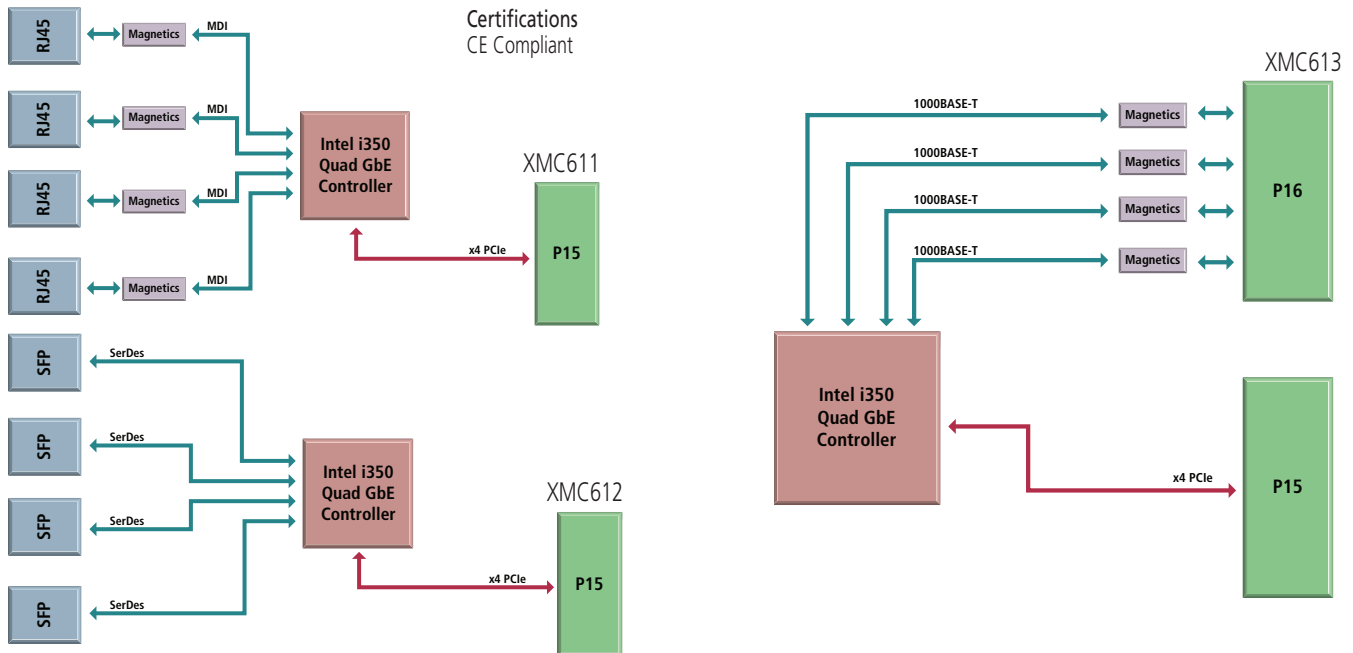 Certifications
CE Compliant
RJ45
Magnetics
MDI
RJ45
Magnetics
MDI
RJ45
Magnetics
MDI
RJ45
Magnetics
MDI
Intel i350
Quad GbE
Controller
XMC611
x4 PCIe
P15
SFP
SerDes
SFP
SerDes
SFP
SerDes
SFP
SerDes
Intel i350
Quad GbE
Controller
XMC612
x4 PCIe
P15
XMC613
1000BASE-T
Magnetics
1000BASE-T
Magnetics
1000BASE-T
Magnetics
1000BASE-T
Magnetics
P16
Intel i350
Quad GbE
Controller
x4 PCIe
P15